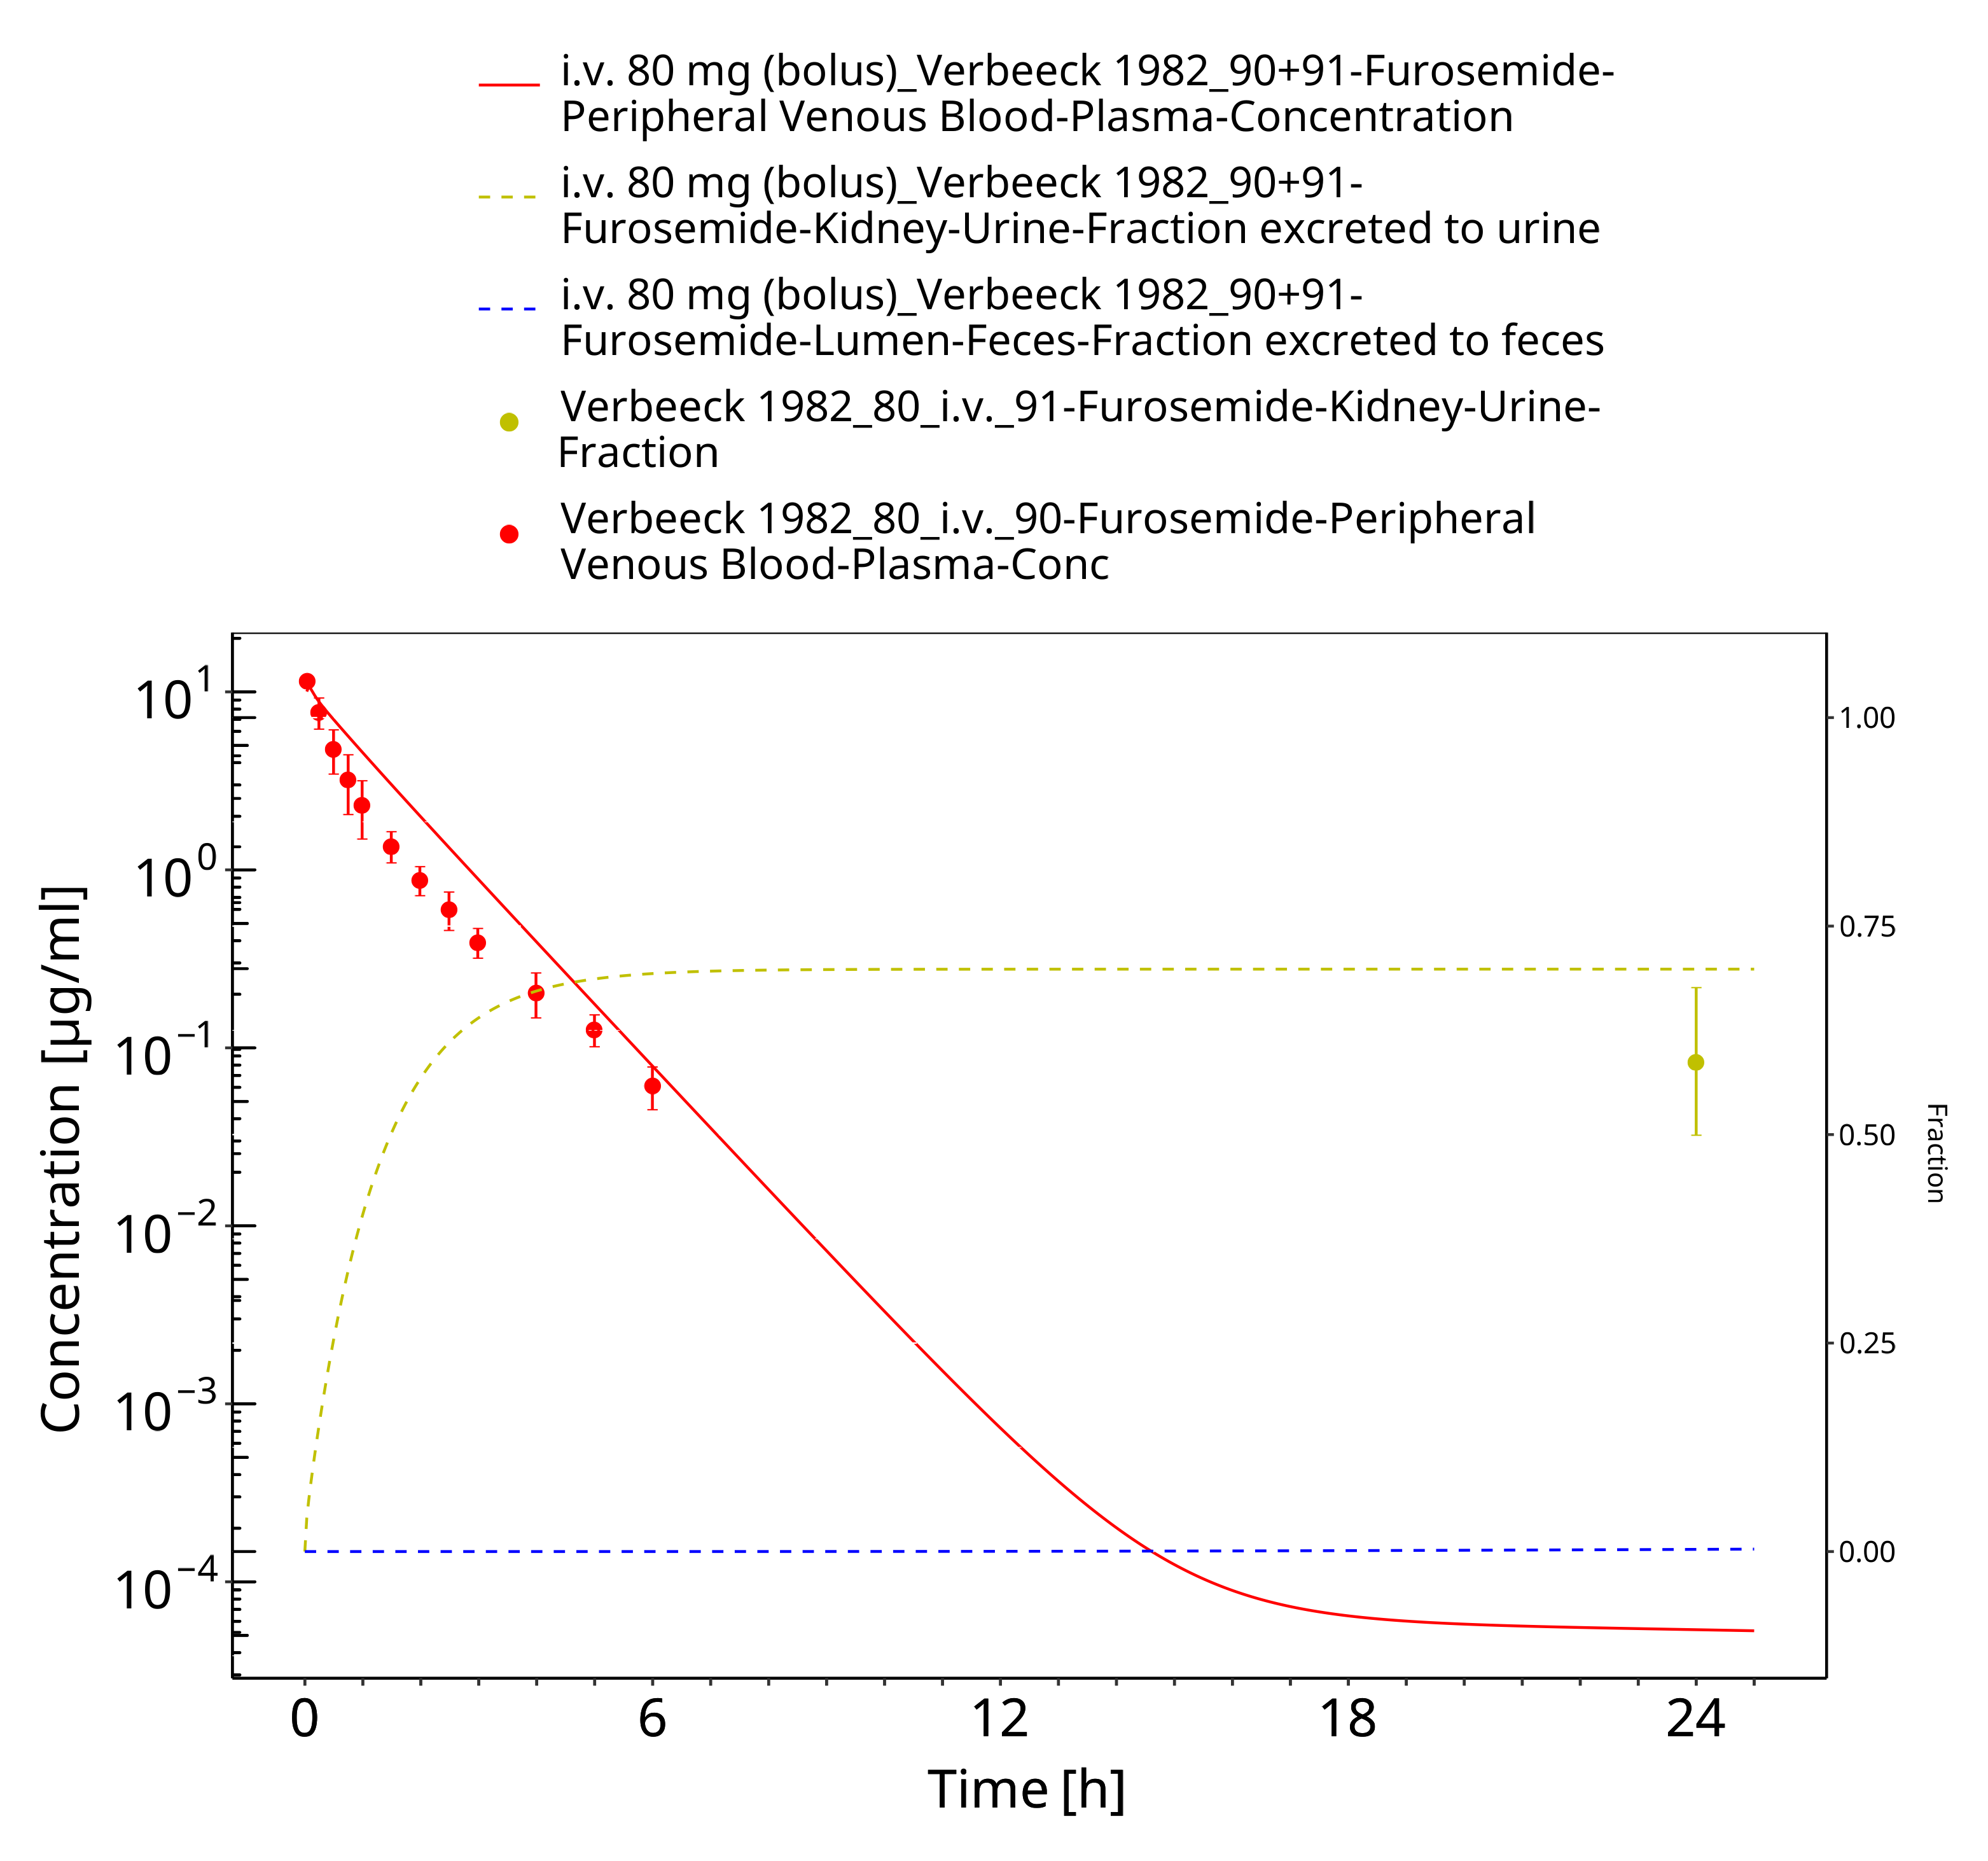 i.v. 80 mg (bolus)_Verbeeck 1982_90+91-Furosemide-
Peripheral Venous Blood-Plasma-Concentration
i.v. 80 mg (bolus)_Verbeeck 1982_90+91-
Furosemide-Kidney-Urine-Fraction excreted to urine
i.v. 80 mg (bolus)_Verbeeck 1982_90+91-
Furosemide-Lumen-Feces-Fraction excreted to feces
Verbeeck 1982_80_i.v._91-Furosemide-Kidney-Urine-
Fraction
Verbeeck 1982_80_i.v._90-Furosemide-Peripheral
Venous Blood-Plasma-Conc
10^1
10^0
10^−1
10^−2
10^−3
10^−4
Concentration [µg/ml]
1.00
0.75
0.50
0.25
0.00
Fraction
0 6 12 18 24
Time [h]